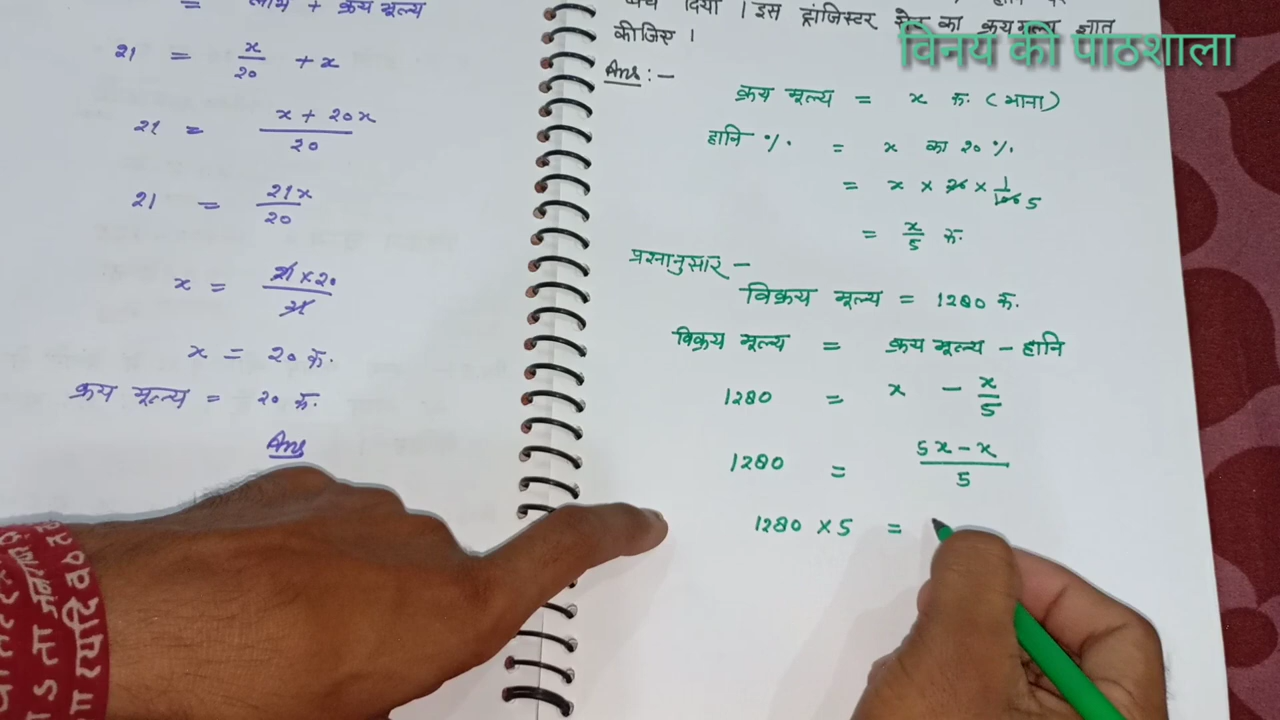 = लाभ + क्रय मूल्य
21 = x/20 + x
21 = x + 20x / 20
21 = 21x / 20
x = 21 × 20 / 21
x = 20 रू.
क्रय मूल्य = 20 रू.
Ans
दिया । इस ट्रांजिस्टर सेट का क्रय मूल्य ज्ञात
कीजिए ।
विनय की पाठशाला
Ans :-
क्रय मूल्य = x रू. (माना)
हानि % = x का 20 %
= x × 20 × 1/100 5
= x/5 रू.
प्रश्नानुसार -
विक्रय मूल्य = 1280 रू.
विक्रय मूल्य = क्रय मूल्य - हानि
1280 = x - x/5
1280 = 5x - x / 5
1280 × 5 =